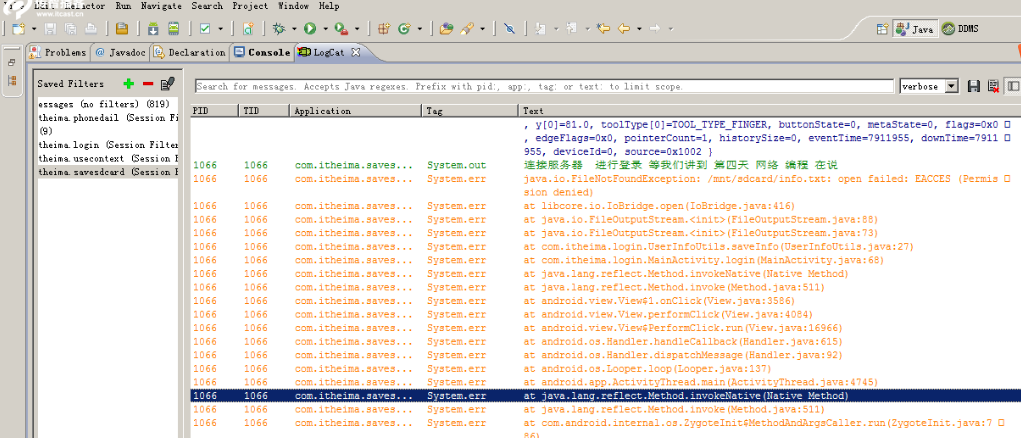 Edit Refactor Run Navigate Search Project Window Help
www.itcast.cn
Java DDMS
Problems @ Javadoc Declaration Console LogCat
Saved Filters
essages (no filters) (819)
theima.phonedail (Session Fi
(9)
theima.login (Session Filter
theima.usecontext (Session F
theima.savesdcard (Session F
Search for messages. Accepts Java regexes. Prefix with pid:, app:, tag: or text: to limit scope.
verbose
PID TID Application Tag Text
, y[0]=81.0, toolType[0]=TOOL_TYPE_FINGER, buttonState=0, metaState=0, flags=0x0
, edgeFlags=0x0, pointerCount=1, historySize=0, eventTime=7911955, downTime=7911
955, deviceId=0, source=0x1002 }
1066 1066 com.itheima.saves... System.out 连接服务器 进行登录 等我们讲到 第四天 网络 编程 在说
1066 1066 com.itheima.saves... System.err java.io.FileNotFoundException: /mnt/sdcard/info.txt: open failed: EACCES (Permis
sion denied)
1066 1066 com.itheima.saves... System.err at libcore.io.IoBridge.open(IoBridge.java:416)
1066 1066 com.itheima.saves... System.err at java.io.FileOutputStream.<init>(FileOutputStream.java:88)
1066 1066 com.itheima.saves... System.err at java.io.FileOutputStream.<init>(FileOutputStream.java:73)
1066 1066 com.itheima.saves... System.err at com.itheima.login.UserInfoUtils.saveInfo(UserInfoUtils.java:27)
1066 1066 com.itheima.saves... System.err at com.itheima.login.MainActivity.login(MainActivity.java:68)
1066 1066 com.itheima.saves... System.err at java.lang.reflect.Method.invokeNative(Native Method)
1066 1066 com.itheima.saves... System.err at java.lang.reflect.Method.invoke(Method.java:511)
1066 1066 com.itheima.saves... System.err at android.view.View$1.onClick(View.java:3586)
1066 1066 com.itheima.saves... System.err at android.view.View.performClick(View.java:4084)
1066 1066 com.itheima.saves... System.err at android.view.View$PerformClick.run(View.java:16966)
1066 1066 com.itheima.saves... System.err at android.os.Handler.handleCallback(Handler.java:615)
1066 1066 com.itheima.saves... System.err at android.os.Handler.dispatchMessage(Handler.java:92)
1066 1066 com.itheima.saves... System.err at android.os.Looper.loop(Looper.java:137)
1066 1066 com.itheima.saves... System.err at android.app.ActivityThread.main(ActivityThread.java:4745)
1066 1066 com.itheima.saves... System.err at java.lang.reflect.Method.invokeNative(Native Method)
1066 1066 com.itheima.saves... System.err at java.lang.reflect.Method.invoke(Method.java:511)
1066 1066 com.itheima.saves... System.err at com.android.internal.os.ZygoteInit$MethodAndArgsCaller.run(ZygoteInit.java:7
86)